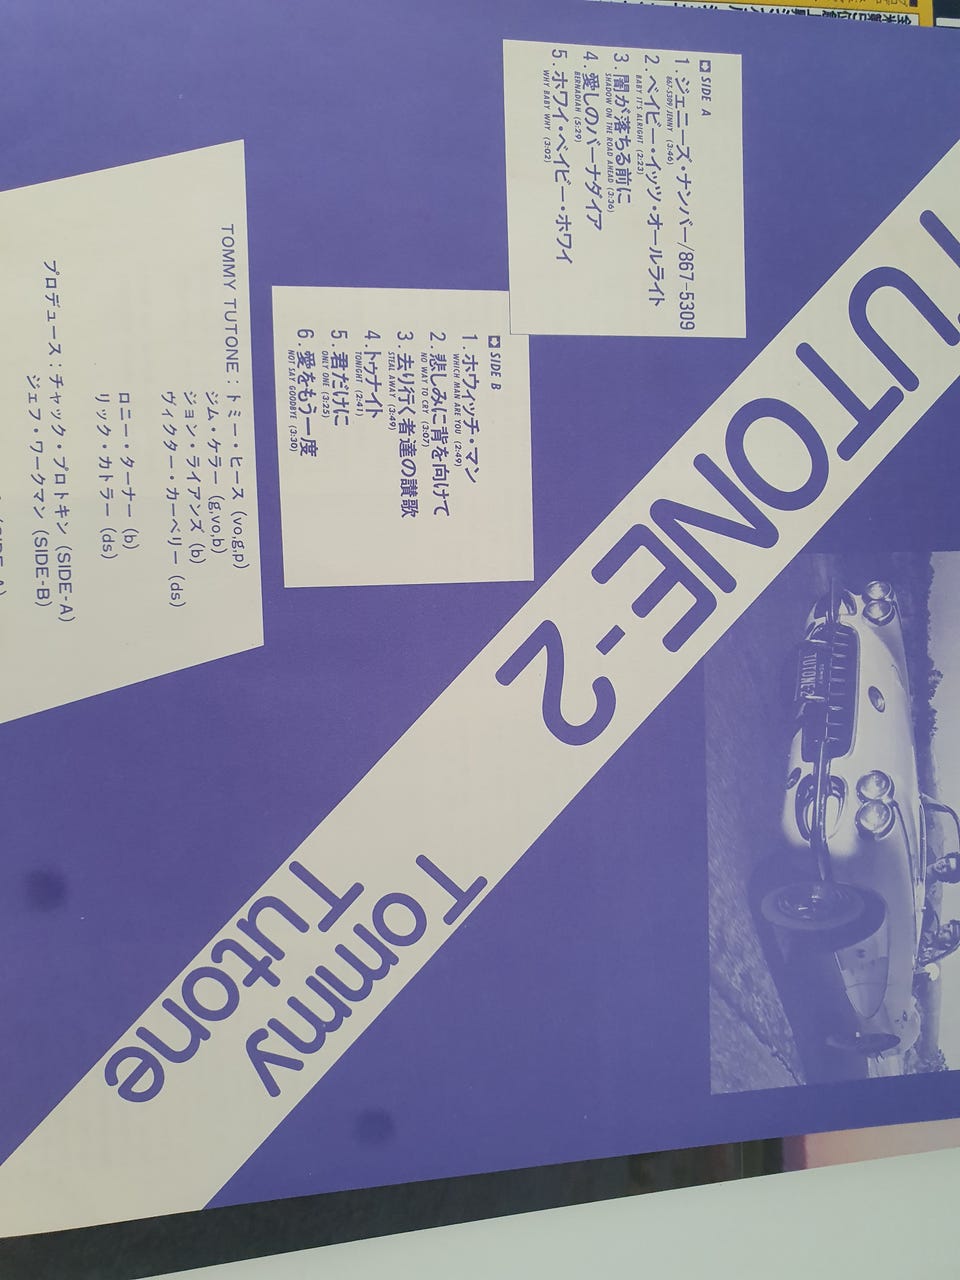 TUTONE-2
Tommy
Tutone
SIDE A
1. ジェニーズ・ナンバー/867-5309
867-5309/JENNY (3:46)
2. ベイビー・イッツ・オールライト
BABY IT'S ALRIGHT (2:23)
3. 闇が落ちる前に
SHADOW ON THE ROAD AHEAD (3:36)
4. 愛しのバーナダイア
BERNADIAH (5:29)
5. ホワイ・ベイビー・ホワイ
WHY BABY WHY (3:02)
SIDE B
1. ホウィッチ・マン
WHICH MAN ARE YOU (2:49)
2. 悲しみに背を向けて
NO WAY TO CRY (3:07)
3. 去り行く者達の讃歌
STEAL AWAY (3:49)
4. トゥナイト
TONIGHT (2:41)
5. 君だけに
ONLY ONE (3:25)
6. 愛をもう一度
NOT SAY GOODBYE (3:30)
TOMMY TUTONE：トミー・ヒース (vo,g,p)
ジム・ケラー (g,vo,b)
ジョン・ライアンズ (b)
ヴィクター・カーベリー (ds)
ロニー・ターナー (b)
リック・カトラー (ds)
プロデュース：チャック・プロトキン (SIDE-A)
ジェフ・ワークマン (SIDE-B)
TUTONE-2